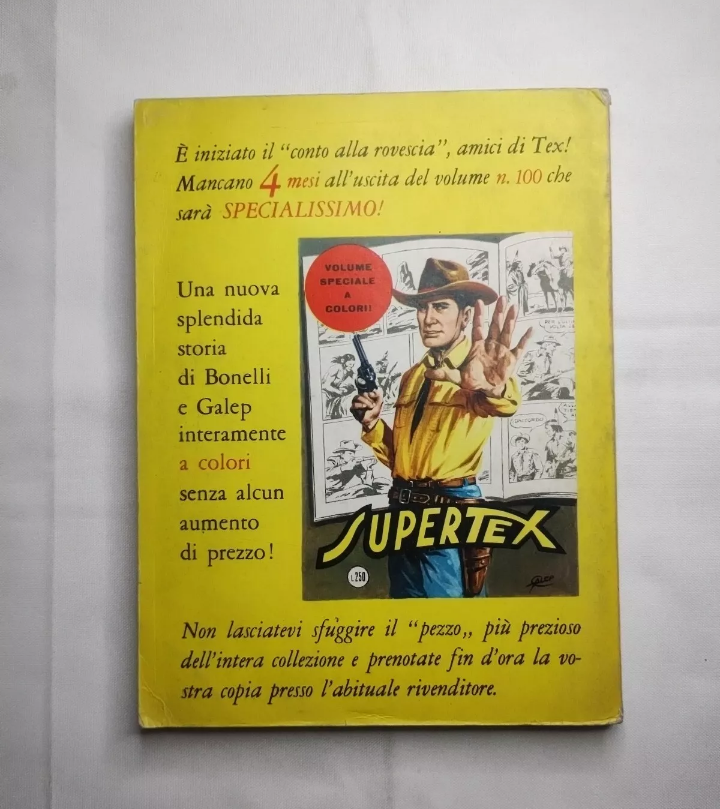 È iniziato il "conto alla rovescia", amici di Tex!
Mancano 4 mesi all'uscita del volume n. 100 che
sarà SPECIALISSIMO!
Una nuova
splendida
storia
di Bonelli
e Galep
interamente
a colori
senza alcun
aumento
di prezzo!
VOLUME
SPECIALE
A
COLORI!
SUPERTEX
L. 250
Non lasciatevi sfuggire il "pezzo„ più prezioso
dell'intera collezione e prenotate fin d'ora la vo-
stra copia presso l'abituale rivenditore.